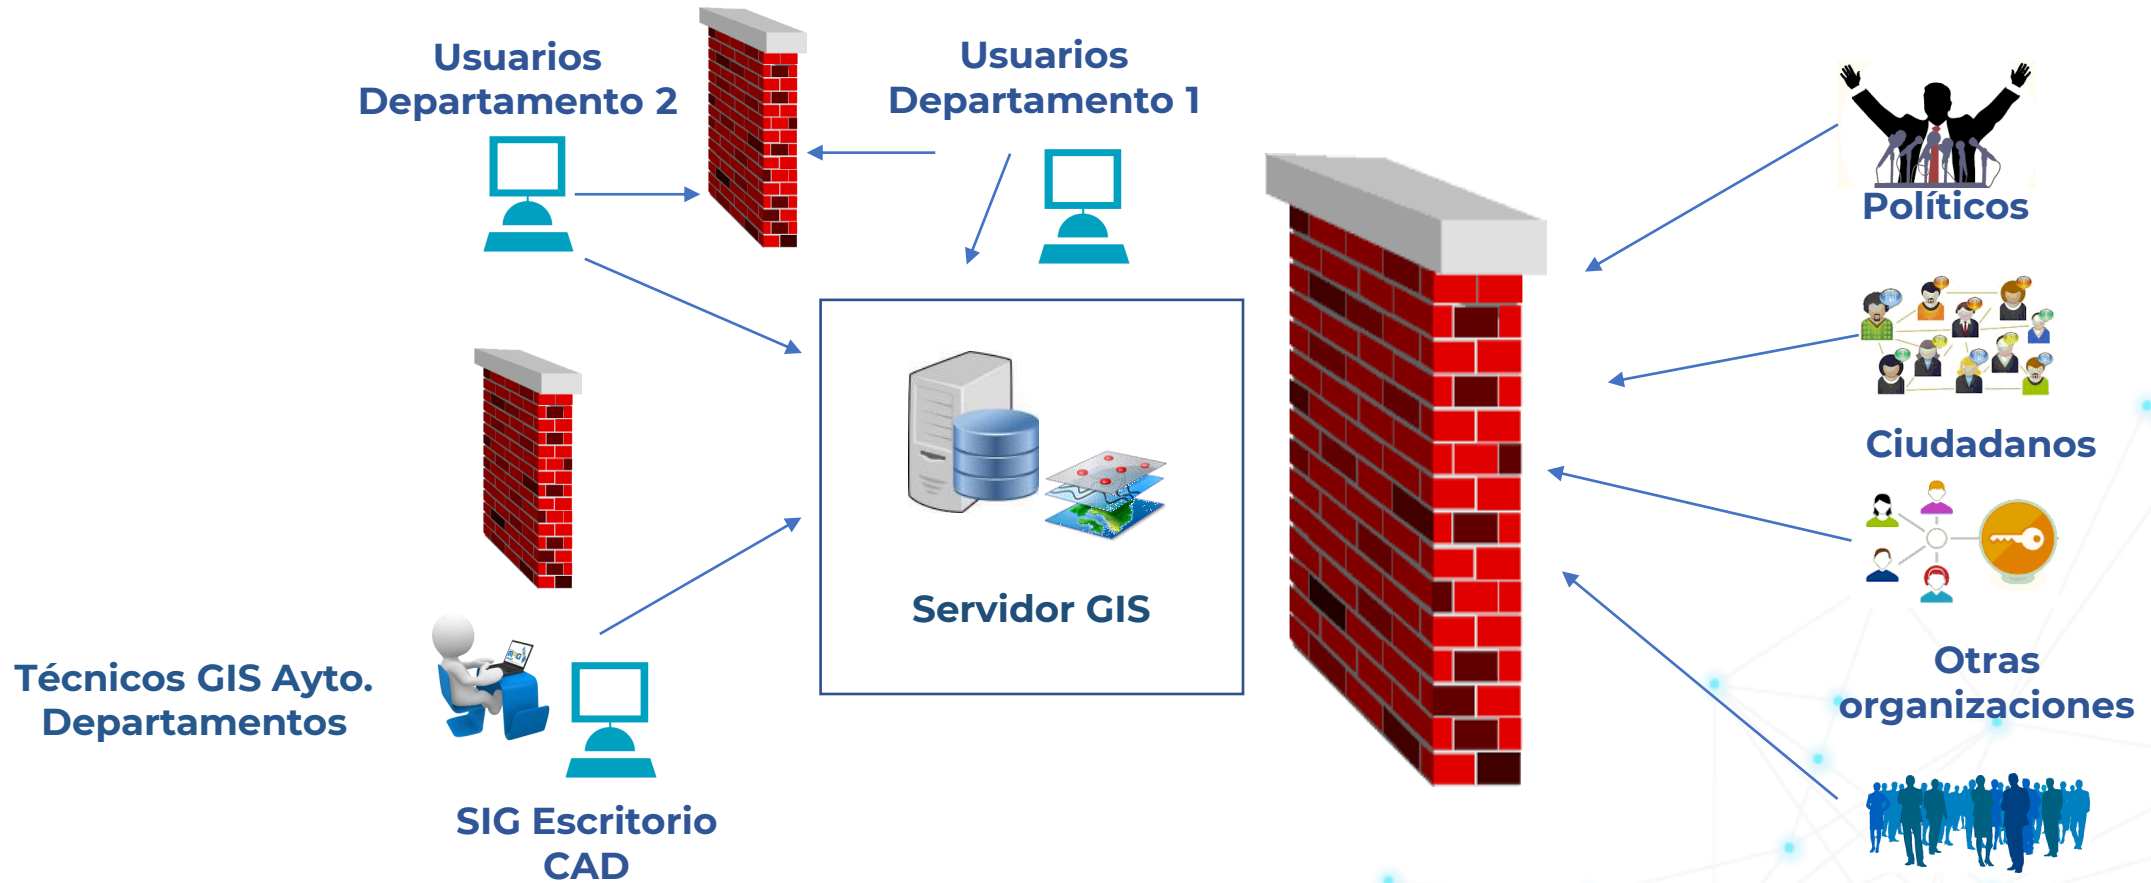 Usuarios
Departamento 2
Usuarios
Departamento 1
Políticos
Ciudadanos
Servidor GIS
Otras
organizaciones
Técnicos GIS Ayto.
Departamentos
SIG Escritorio
CAD